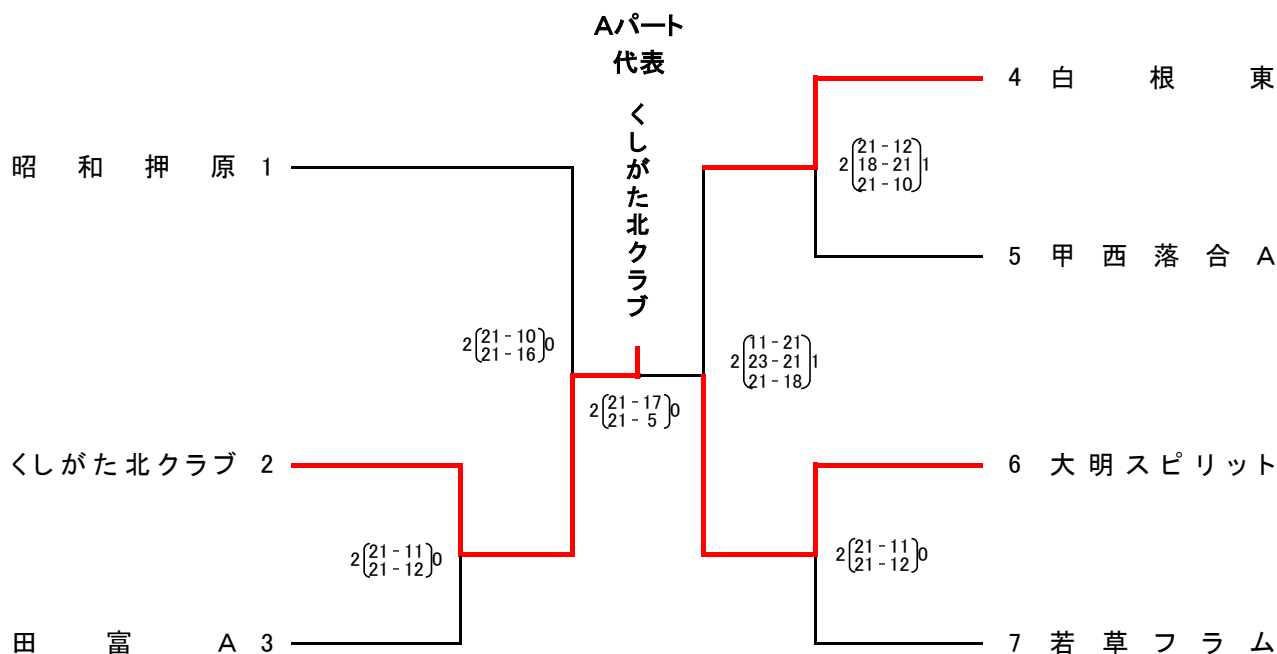 Aパート
代表
くしがた北クラブ
昭和押原 1
2(21-10 21-16)0
くしがた北クラブ 2
2(21-11 21-12)0
田富A 3
2(21-17 21-5)0
4 白根東
2(21-12 18-21 21-10)1
5 甲西落合A
2(11-21 23-21 21-18)1
6 大明スピリット
2(21-11 21-12)0
7 若草フラム